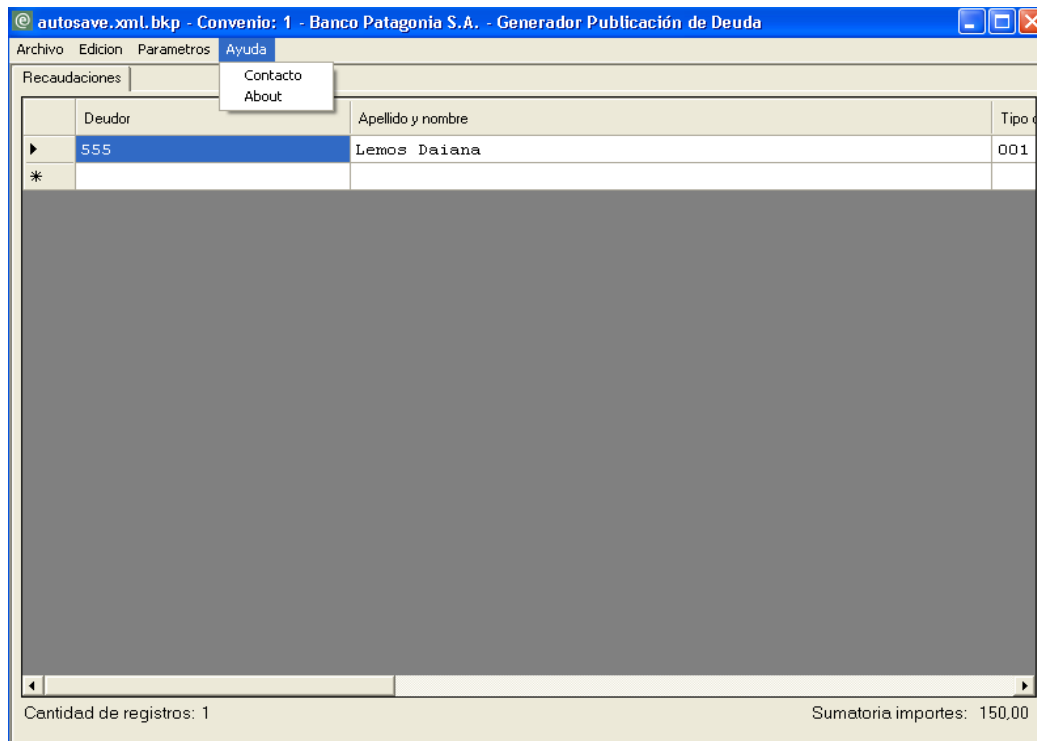 autosave.xml.bkp - Convenio: 1 - Banco Patagonia S.A. - Generador Publicación de Deuda
Archivo Edicion Parametros Ayuda
Contacto
About
Recaudaciones
Deudor Apellido y nombre Tipo
555 Lemos Daiana 001
Cantidad de registros: 1 Sumatoria importes: 150,00